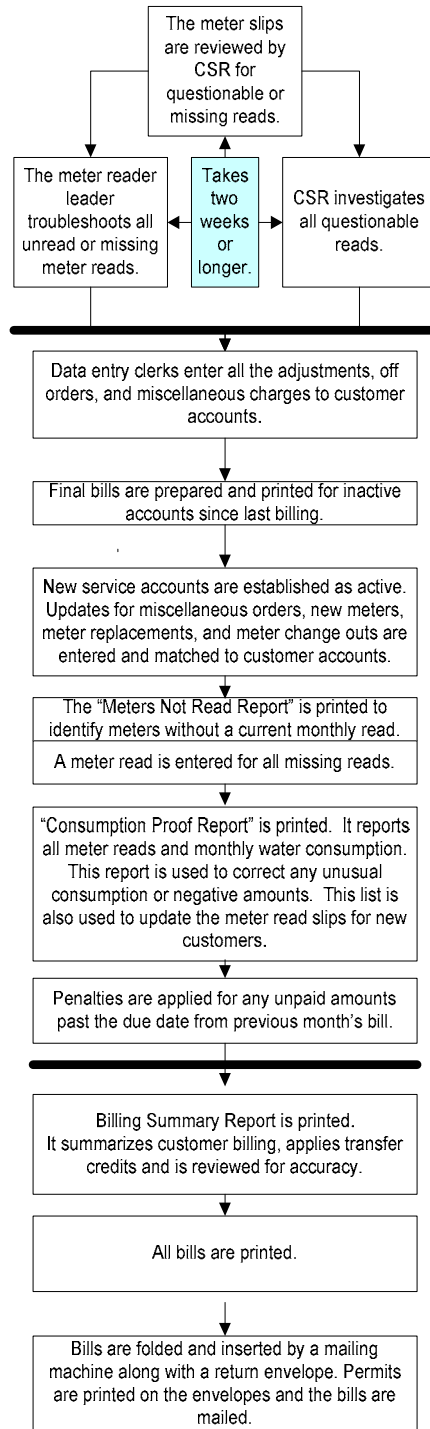 The meter slips
are reviewed by
CSR for
questionable or
missing reads.
The meter reader
leader
troubleshoots all
unread or missing
meter reads.
Takes
two
weeks
or
longer.
CSR investigates
all questionable
reads.
Data entry clerks enter all the adjustments, off
orders, and miscellaneous charges to customer
accounts.
Final bills are prepared and printed for inactive
accounts since last billing.
New service accounts are established as active.
Updates for miscellaneous orders, new meters,
meter replacements, and meter change outs are
entered and matched to customer accounts.
The “Meters Not Read Report” is printed to
identify meters without a current monthly read.
A meter read is entered for all missing reads.
“Consumption Proof Report” is printed. It reports
all meter reads and monthly water consumption.
This report is used to correct any unusual
consumption or negative amounts. This list is
also used to update the meter read slips for new
customers.
Penalties are applied for any unpaid amounts
past the due date from previous month’s bill.
Billing Summary Report is printed.
It summarizes customer billing, applies transfer
credits and is reviewed for accuracy.
All bills are printed.
Bills are folded and inserted by a mailing
machine along with a return envelope. Permits
are printed on the envelopes and the bills are
mailed.